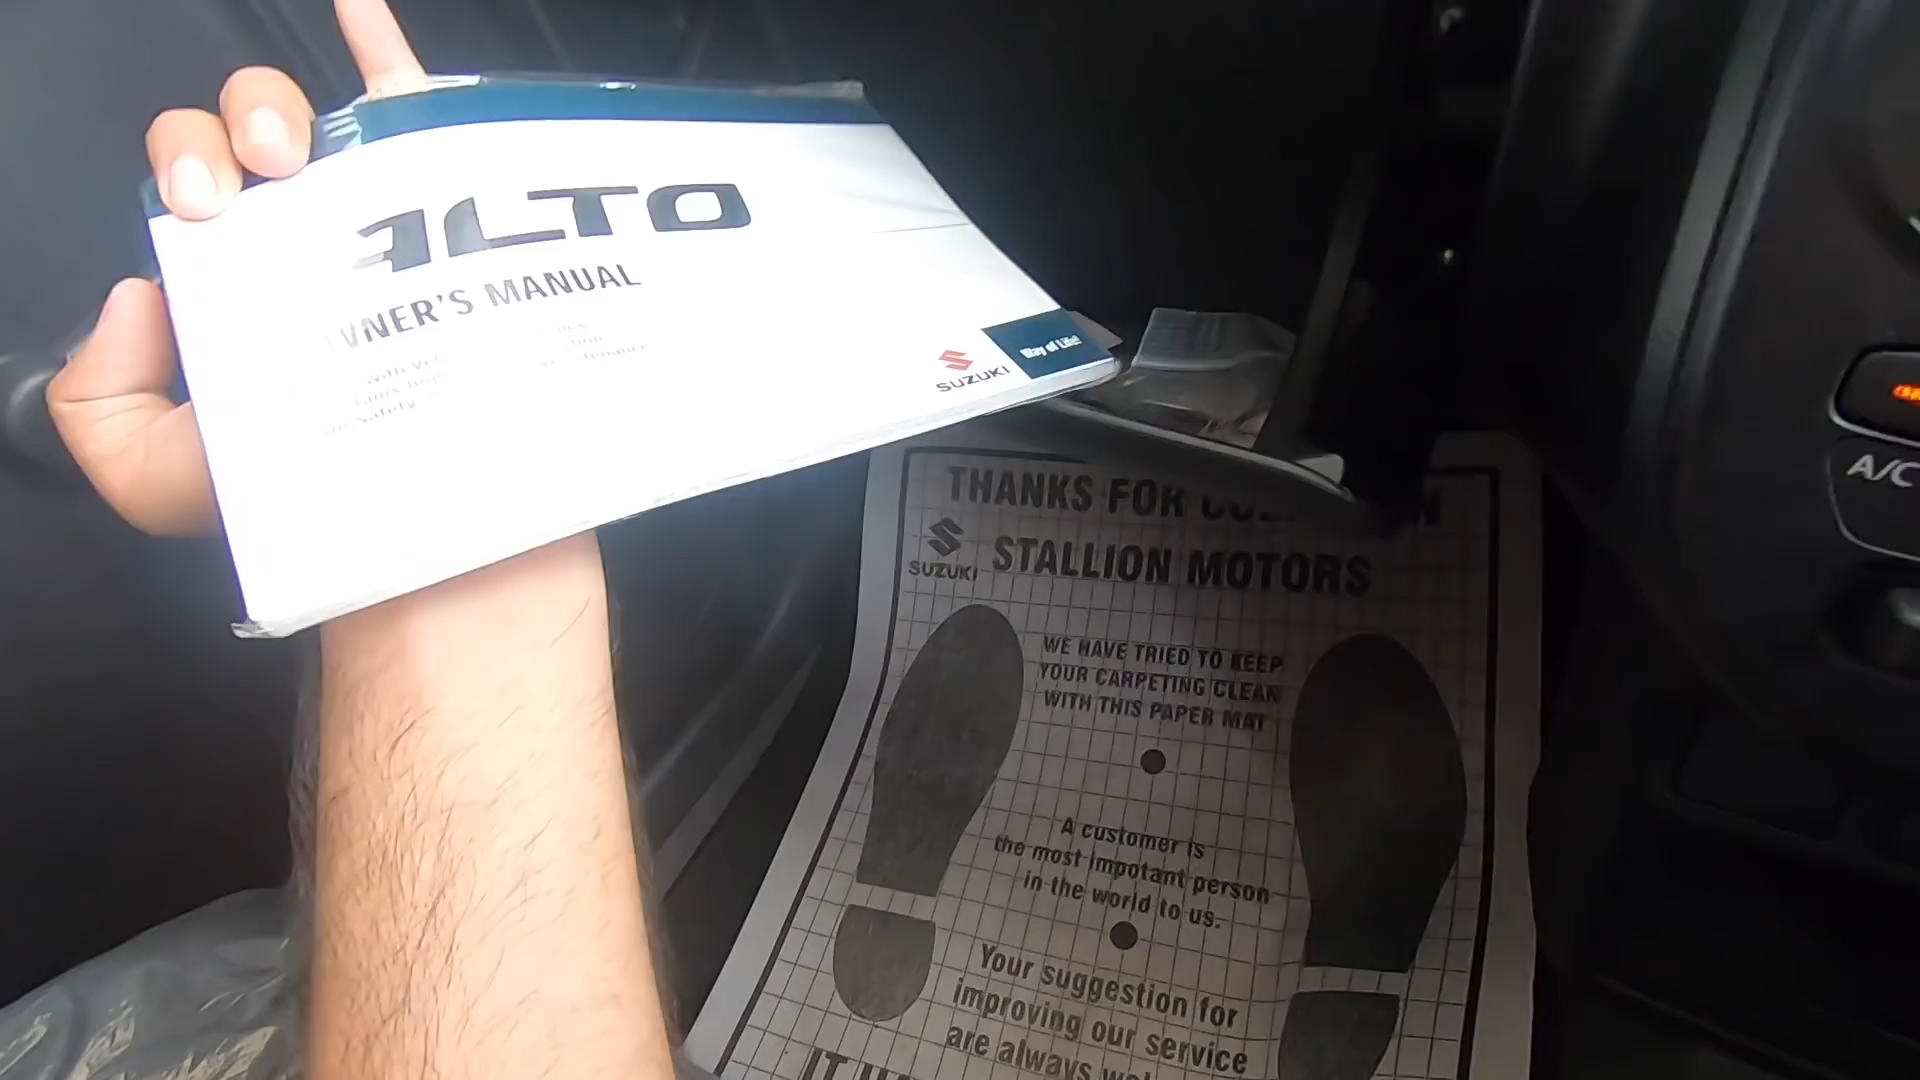 ALTO
OWNER'S MANUAL
SUZUKI
Way of Life!
THANKS FOR
SUZUKI
STALLION MOTORS
WE HAVE TRIED TO KEEP
YOUR CARPETING CLEAN
WITH THIS PAPER MAT
A customer is
the most impotant person
in the world to us.
Your suggestion for
improving our service
are always
A/C